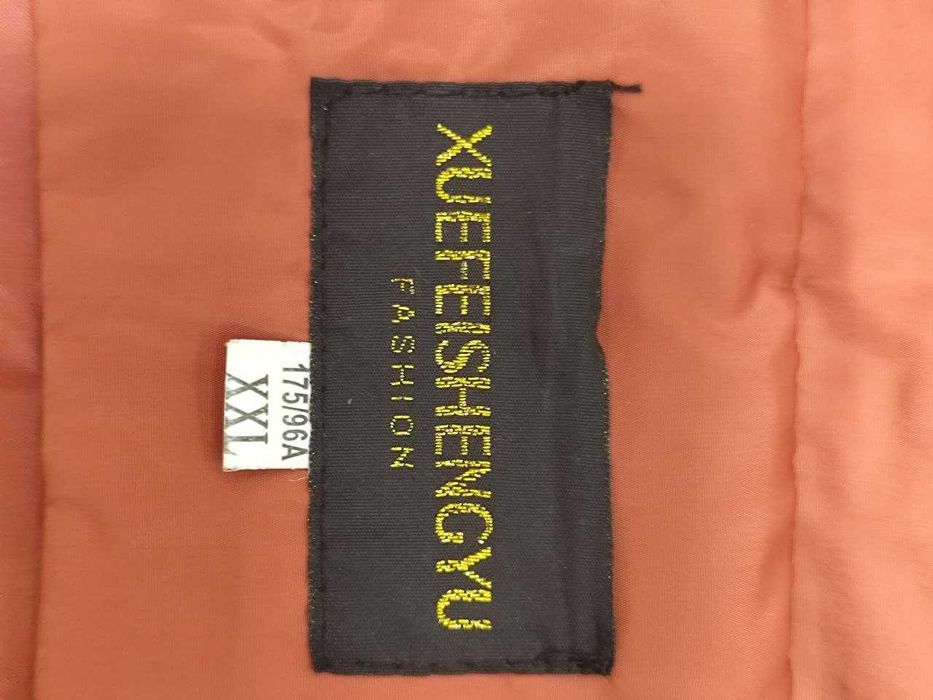 XUEFEISHENGYU
FASHION
175/96A
XXL